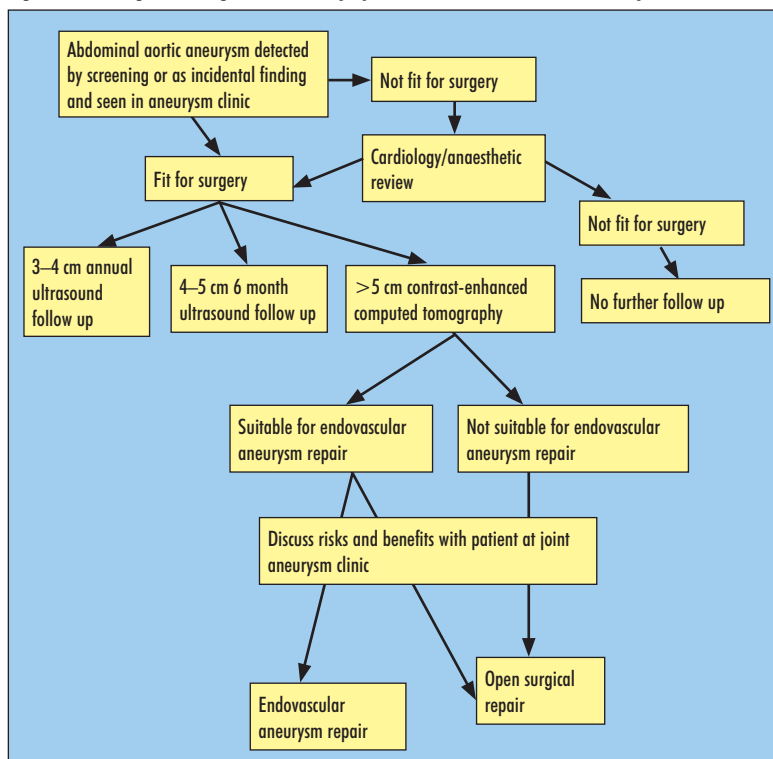 Abdominal aortic aneurysm detected
by screening or as incidental finding
and seen in aneurysm clinic
Not fit for surgery
Cardiology/anaesthetic
review
Fit for surgery
Not fit for surgery
3–4 cm annual
ultrasound
follow up
4–5 cm 6 month
ultrasound follow up
>5 cm contrast-enhanced
computed tomography
No further follow up
Suitable for endovascular
aneurysm repair
Not suitable for endovascular
aneurysm repair
Discuss risks and benefits with patient at joint
aneurysm clinic
Endovascular
aneurysm repair
Open surgical
repair